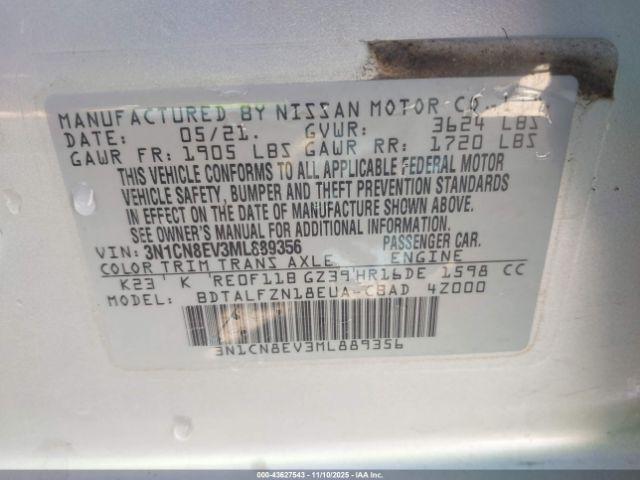 MANUFACTURED BY NISSAN MOTOR CO., LTD.
DATE: 05/21. GVWR: 3624 LBS
GAWR FR: 1905 LBS GAWR RR: 1720 LBS
THIS VEHICLE CONFORMS TO ALL APPLICABLE FEDERAL MOTOR
VEHICLE SAFETY, BUMPER AND THEFT PREVENTION STANDARDS
IN EFFECT ON THE DATE OF MANUFACTURE SHOWN ABOVE.
SEE OWNER'S MANUAL FOR ADDITIONAL INFORMATION.
VIN: 3N1CN8EV3ML889356 PASSENGER CAR.
COLOR TRIM TRANS AXLE ENGINE
K23 K RE0F11B GZ39 HR16DE 1598 CC
MODEL: BDTALFZN18EUA-CBAD 4Z000
3N1CN8EV3ML889356
000-43627543 - 11/10/2025 - IAAI.COM